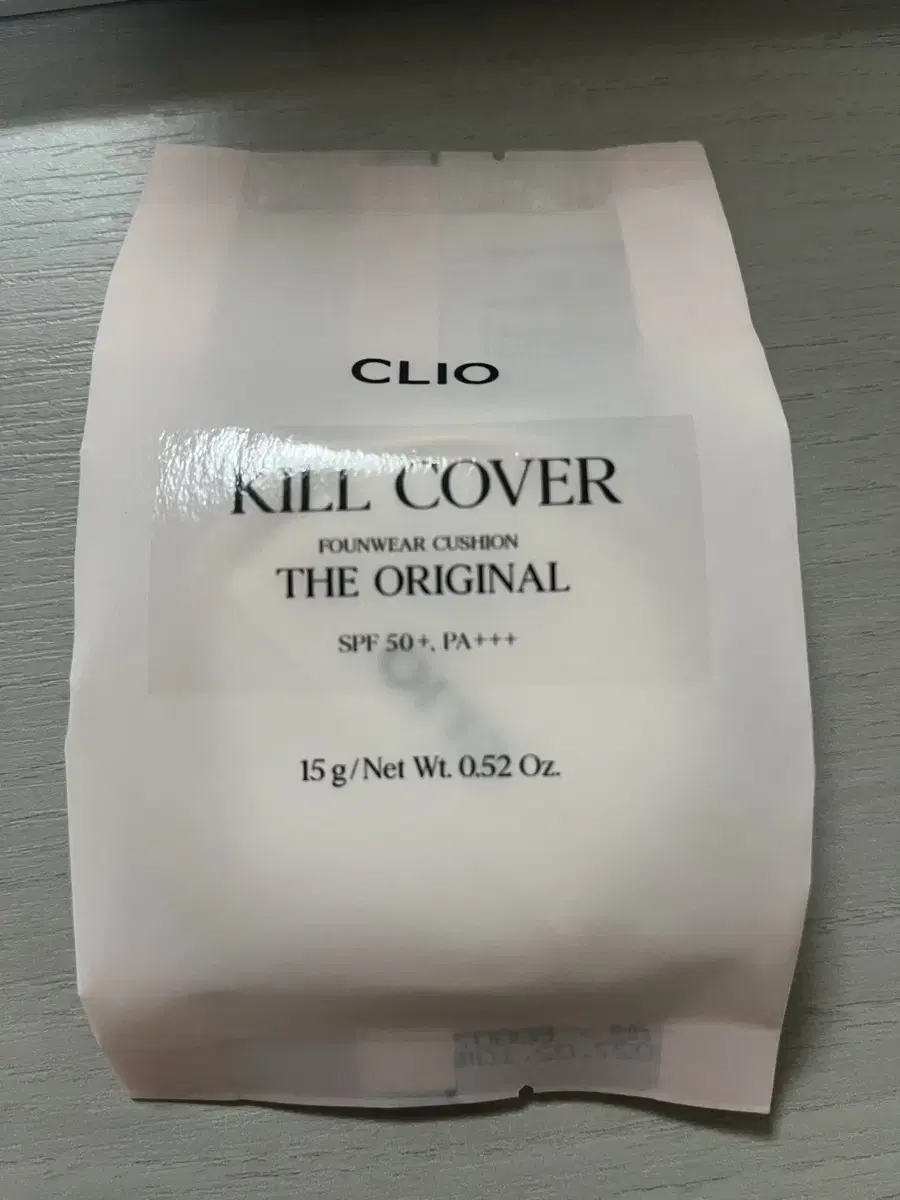 CLIO
KILL COVER
FOUNWEAR CUSHION
THE ORIGINAL
SPF 50+, PA+++
15 g/Net Wt. 0.52 Oz.